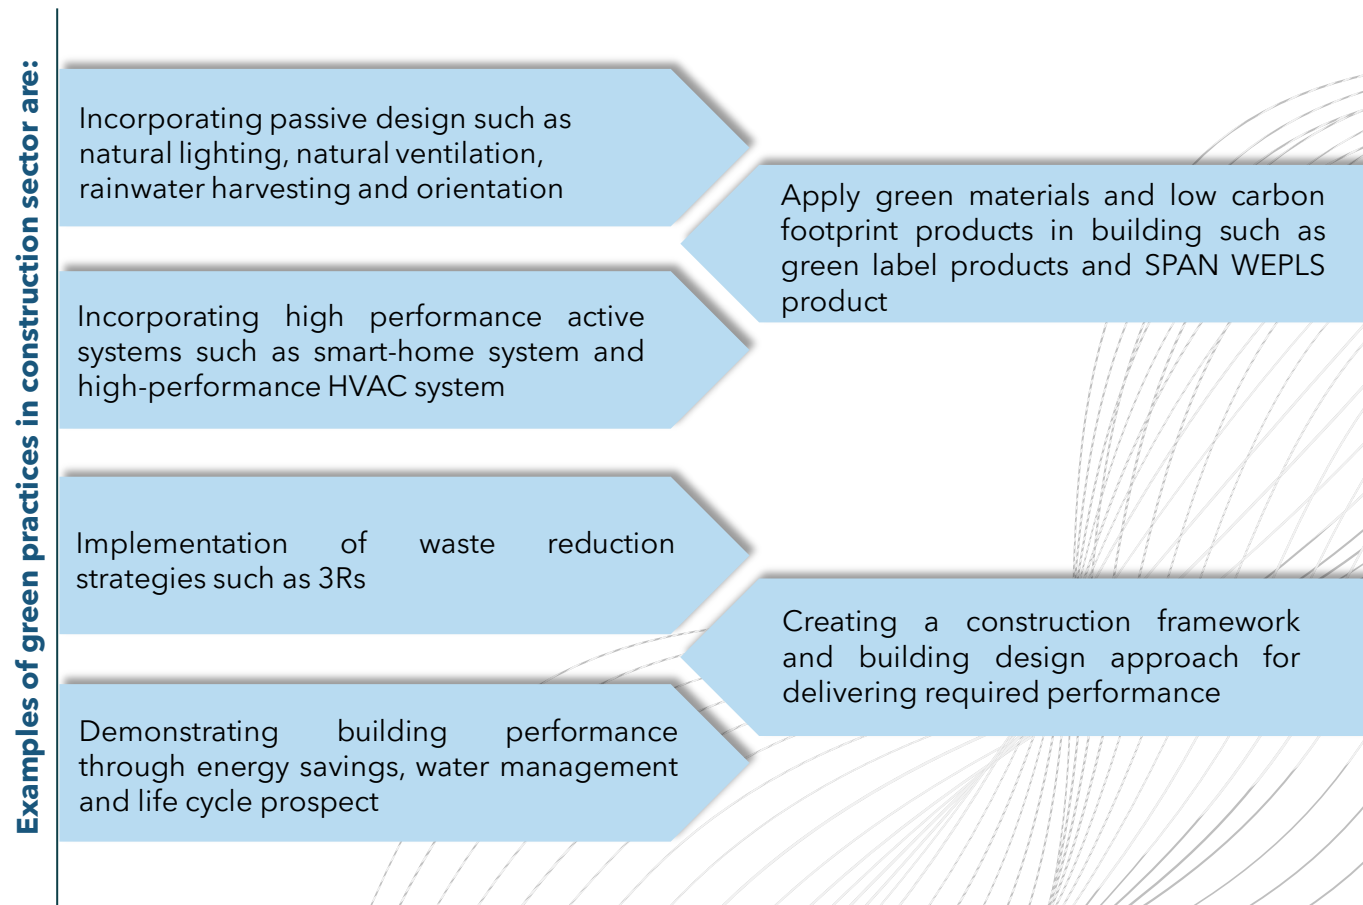 Examples of green practices in construction sector are:
Incorporating passive design such as
natural lighting, natural ventilation,
rainwater harvesting and orientation
Apply green materials and low carbon
footprint products in building such as
green label products and SPAN WEPLS
product
Incorporating high performance active
systems such as smart-home system and
high-performance HVAC system
Implementation of waste reduction
strategies such as 3Rs
Creating a construction framework
and building design approach for
delivering required performance
Demonstrating building performance
through energy savings, water management
and life cycle prospect